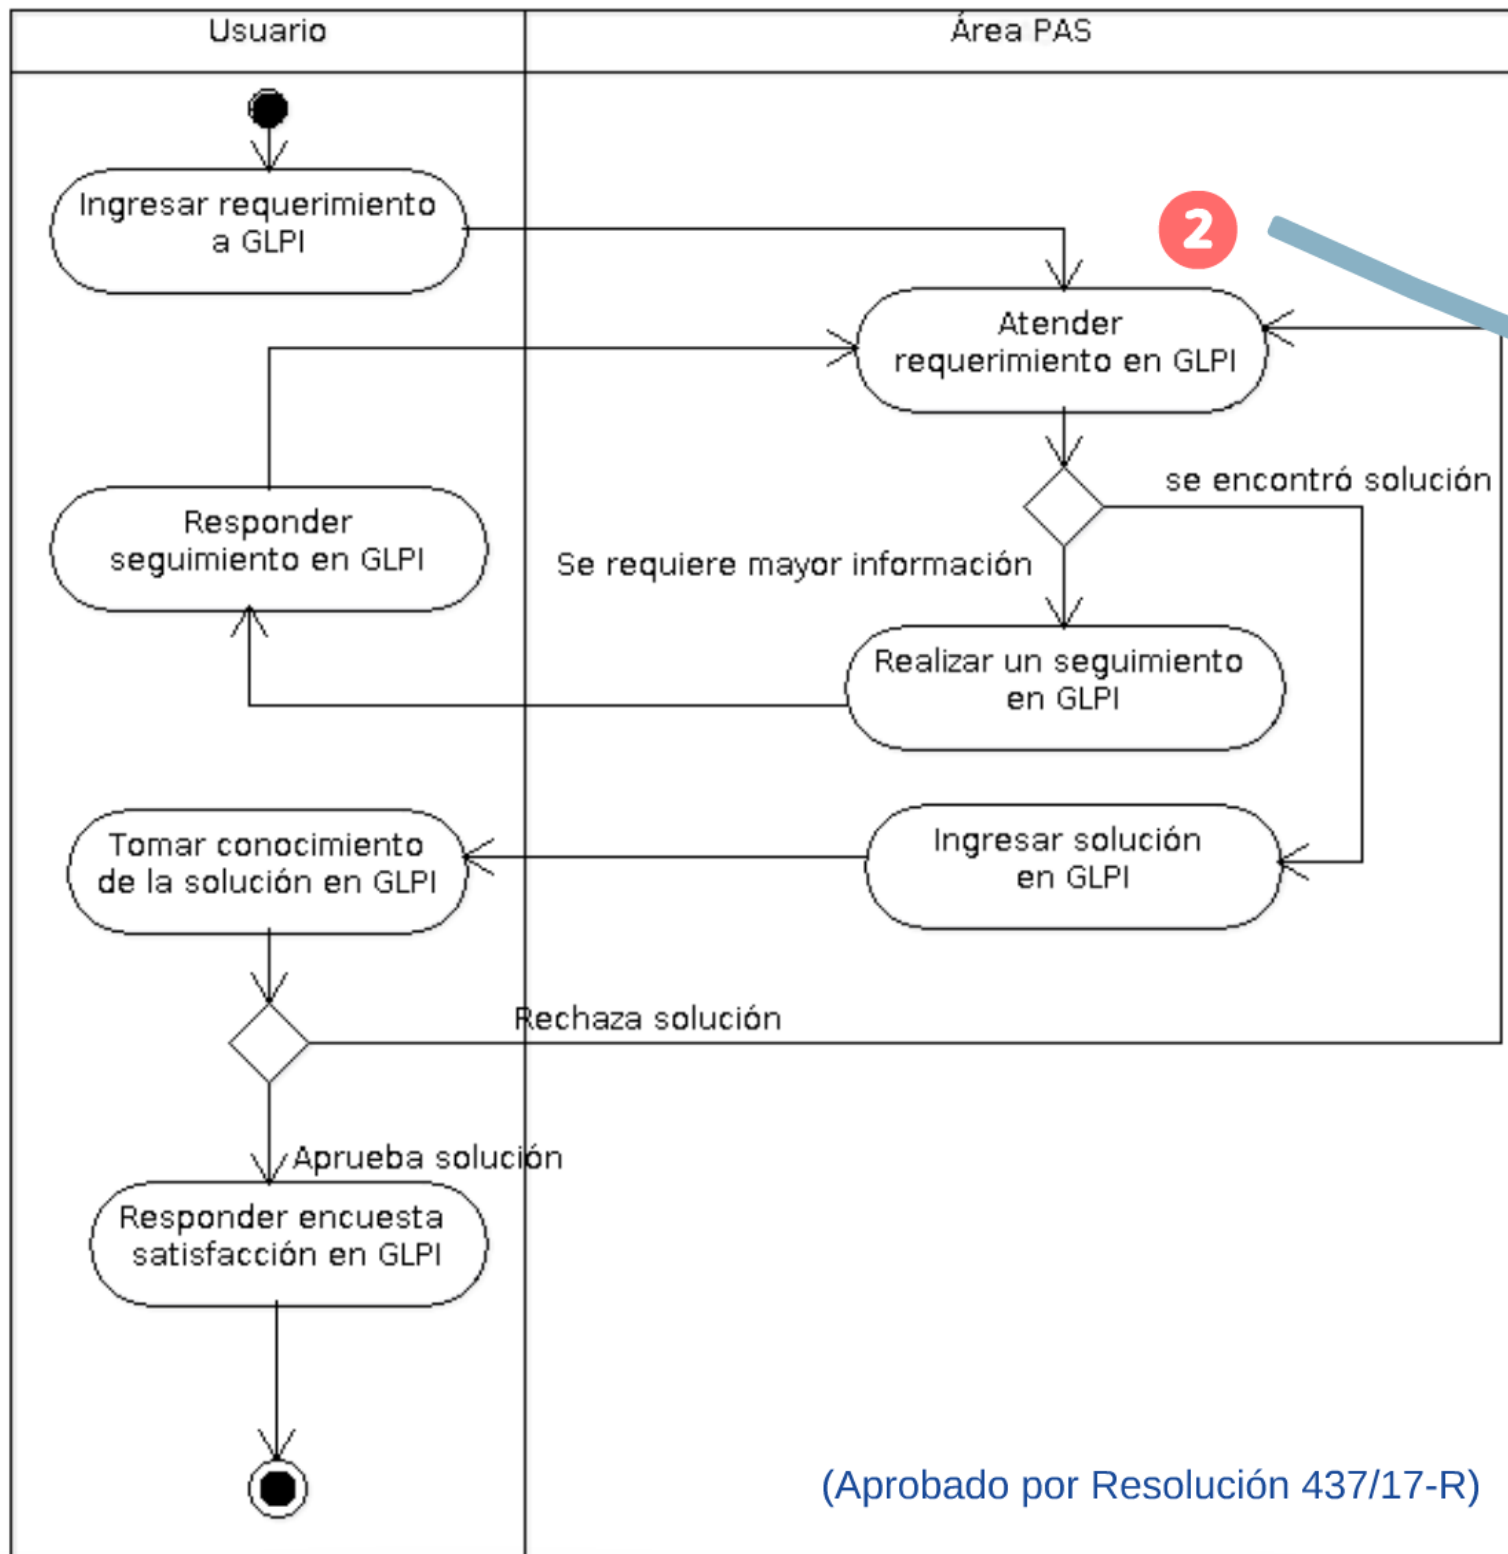 Usuario
Área PAS
Ingresar requerimiento
a GLPI
2
Atender
requerimiento en GLPI
se encontró solución
Responder
seguimiento en GLPI
Se requiere mayor información
Realizar un seguimiento
en GLPI
Tomar conocimiento
de la solución en GLPI
Ingresar solución
en GLPI
Rechaza solución
Aprueba solución
Responder encuesta
satisfacción en GLPI
(Aprobado por Resolución 437/17-R)